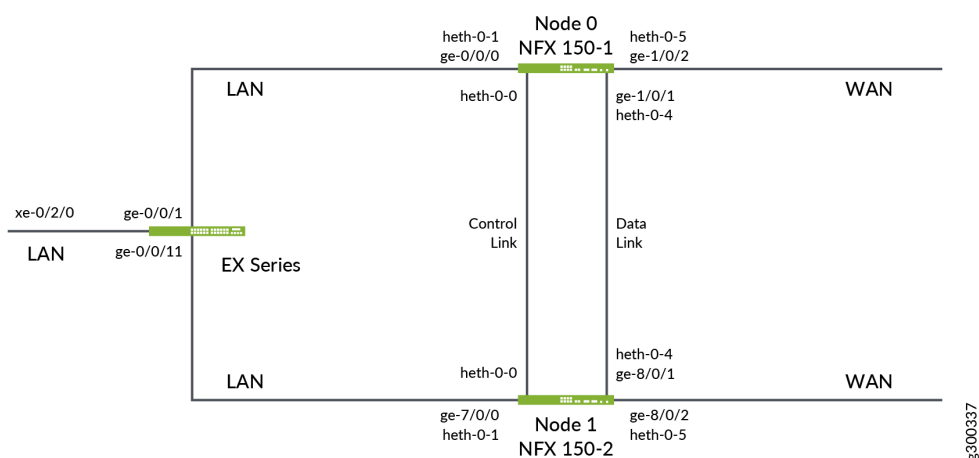 Node 0
NFX 150-1
heth-0-1
ge-0/0/0
heth-0-5
ge-1/0/2
LAN
WAN
heth-0-0
ge-1/0/1
heth-0-4
xe-0/2/0
ge-0/0/1
LAN
ge-0/0/11
EX Series
Control
Link
Data
Link
heth-0-4
ge-8/0/1
heth-0-0
LAN
WAN
ge-7/0/0
heth-0-1
Node 1
NFX 150-2
ge-8/0/2
heth-0-5
g300337